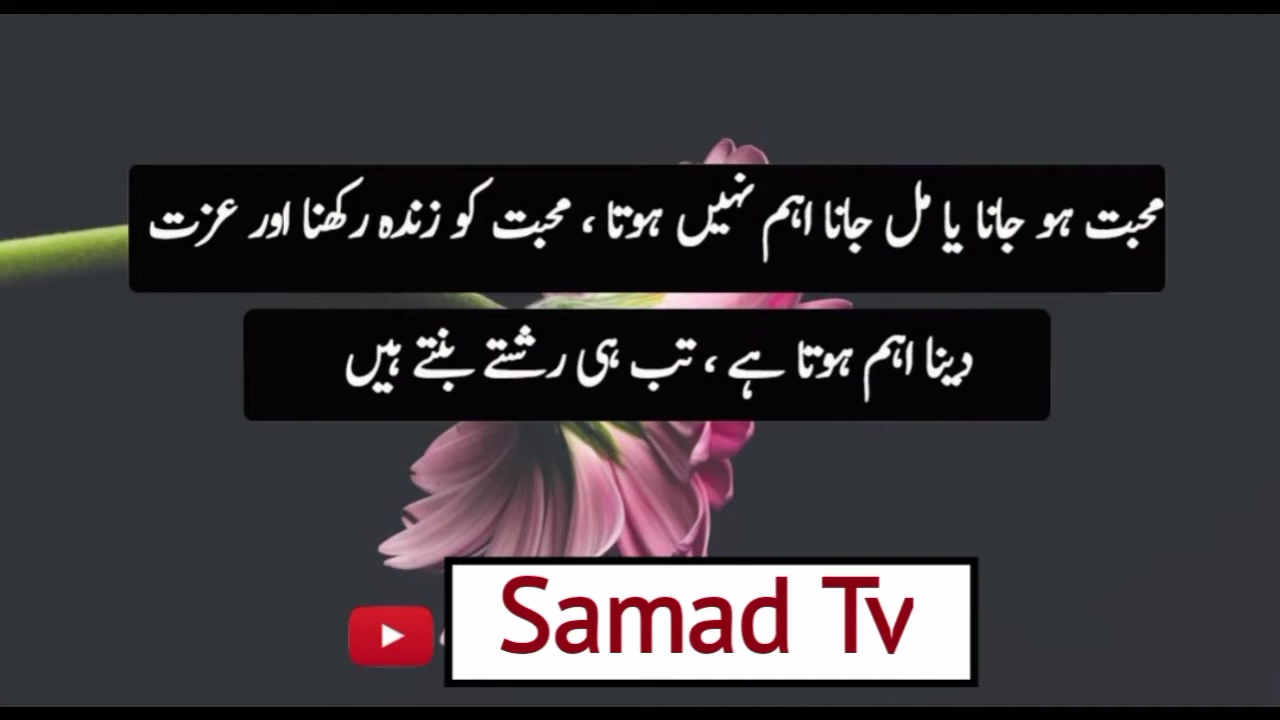 محبت ہو جانا یا مل جانا اہم نہیں ہوتا ، محبت کو زندہ رکھنا اور عزت
دینا اہم ہوتا ہے ، تب ہی رشتے بنتے ہیں
Samad Tv